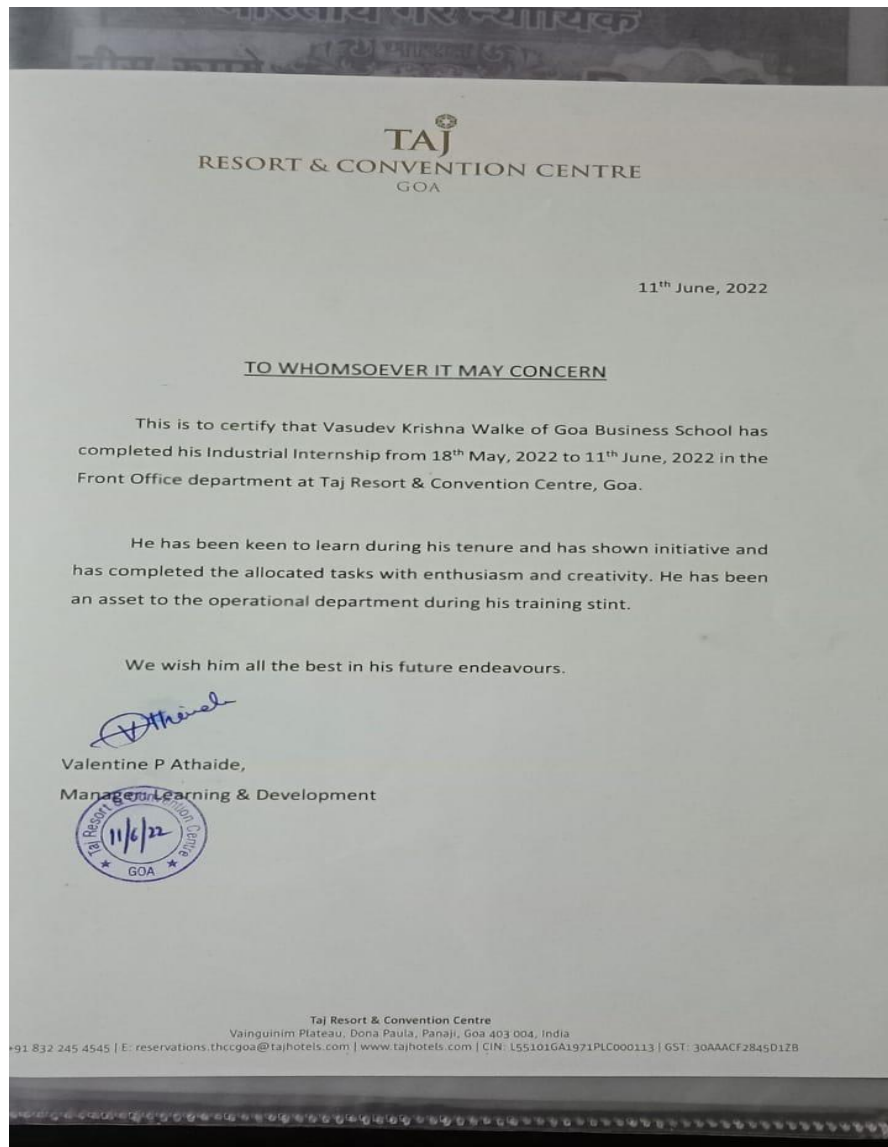 भारतीय गैर न्यायिक
बीस रुपये
TAJ
RESORT & CONVENTION CENTRE
GOA
11th June, 2022
TO WHOMSOEVER IT MAY CONCERN
This is to certify that Vasudev Krishna Walke of Goa Business School has
completed his Industrial Internship from 18th May, 2022 to 11th June, 2022 in the
Front Office department at Taj Resort & Convention Centre, Goa.
He has been keen to learn during his tenure and has shown initiative and
has completed the allocated tasks with enthusiasm and creativity. He has been
an asset to the operational department during his training stint.
We wish him all the best in his future endeavours.
Valentine P Athaide,
Manager Learning & Development
Taj Resort & Convention Centre
11/6/22
GOA
Taj Resort & Convention Centre
Vainguinim Plateau, Dona Paula, Panaji, Goa 403 004, India
+91 832 245 4545 | E: reservations.thccgoa@tajhotels.com | www.tajhotels.com | CIN: L55101GA1971PLC000113 | GST: 30AAACF2845D1ZB